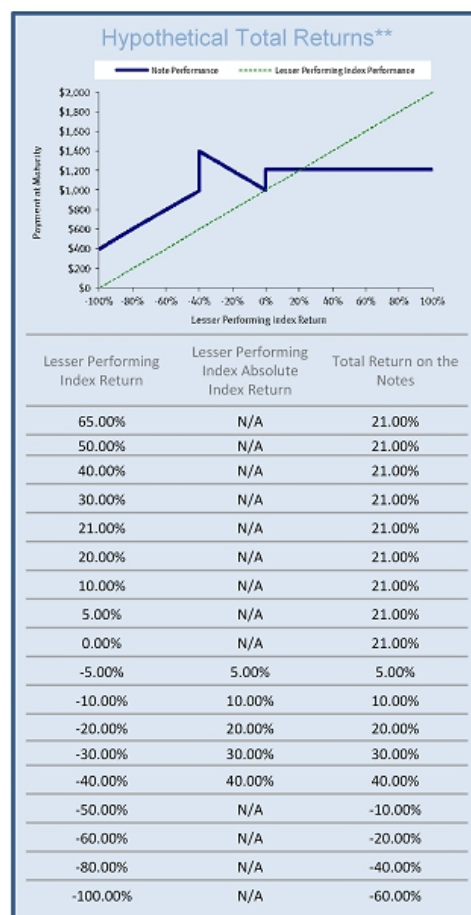 Hypothetical Total Returns**
Note Performance Lesser Performing Index Performance
$2,000
$1,800
$1,600
$1,400
$1,200
$1,000
$800
$600
$400
$200
$0
Payment at Maturity
-100% -80% -60% -40% -20% 0% 20% 40% 60% 80% 100%
Lesser Performing Index Return
Lesser Performing Index Return Lesser Performing Index Absolute Index Return Total Return on the Notes
65.00% N/A 21.00%
50.00% N/A 21.00%
40.00% N/A 21.00%
30.00% N/A 21.00%
21.00% N/A 21.00%
20.00% N/A 21.00%
10.00% N/A 21.00%
5.00% N/A 21.00%
0.00% N/A 21.00%
-5.00% 5.00% 5.00%
-10.00% 10.00% 10.00%
-20.00% 20.00% 20.00%
-30.00% 30.00% 30.00%
-40.00% 40.00% 40.00%
-50.00% N/A -10.00%
-60.00% N/A -20.00%
-80.00% N/A -40.00%
-100.00% N/A -60.00%